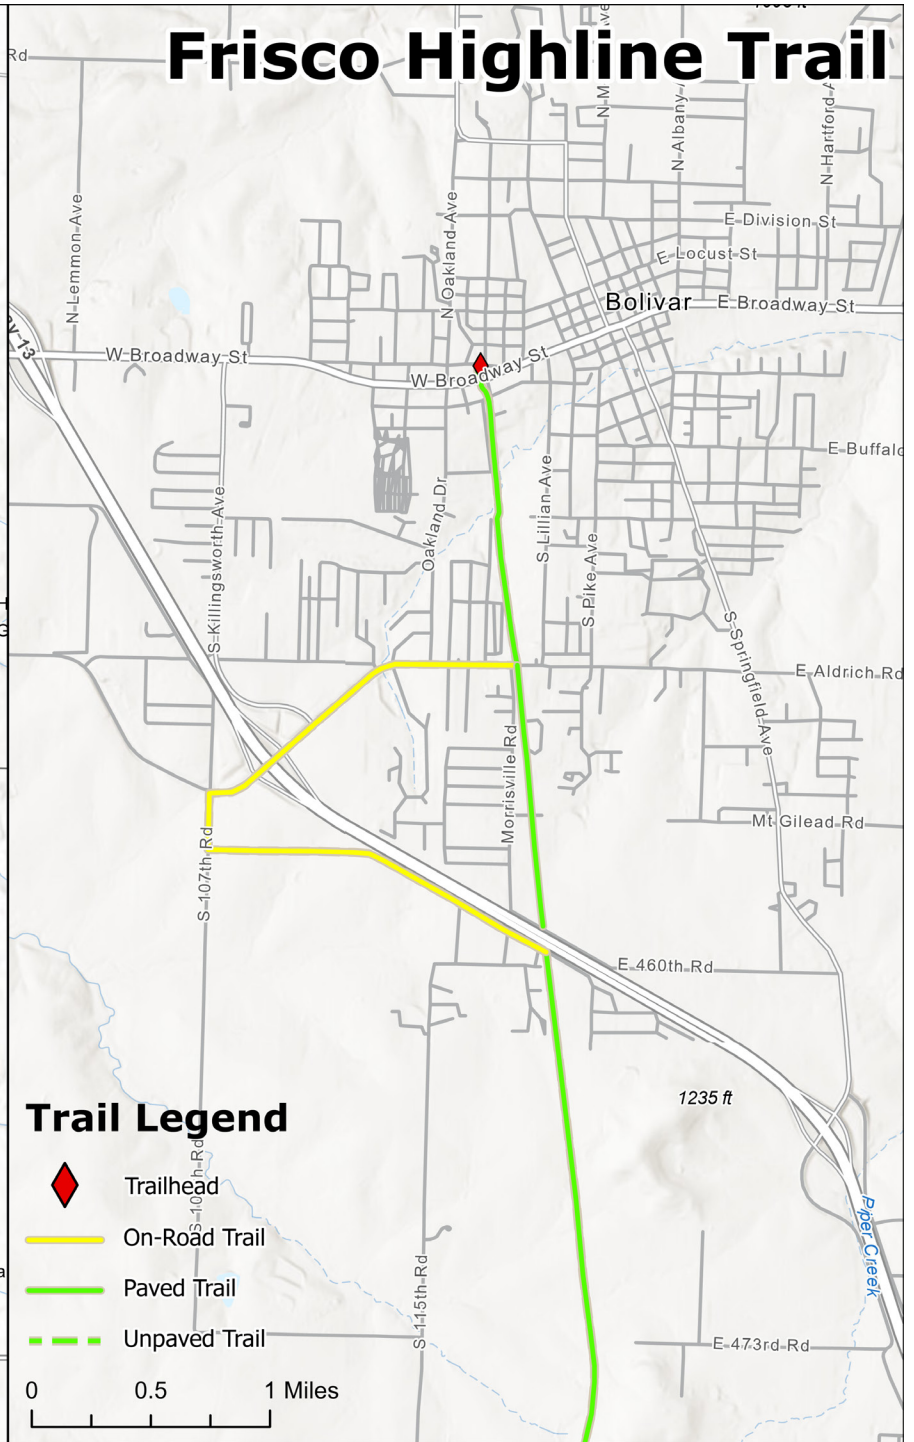 Rd
Frisco Highline Trail
N Albany
N Hartford A
N Lemmon Ave
N Oakland Ave
E Division St
E Locust St
Bolivar
E Broadway St
W Broadway St
W Broadway St
E Buffalo
S Killingsworth Ave
Oakland Dr
S Lillian Ave
S Pike Ave
S Springfield Ave
E Aldrich Rd
Morrisville Rd
Mt Gilead Rd
S 107th Rd
E 460th Rd
1235 ft
Trail Legend
Trailhead
On-Road Trail
Paved Trail
Unpaved Trail
S 115th Rd
Piper Creek
E 473rd Rd
0 0.5 1 Miles